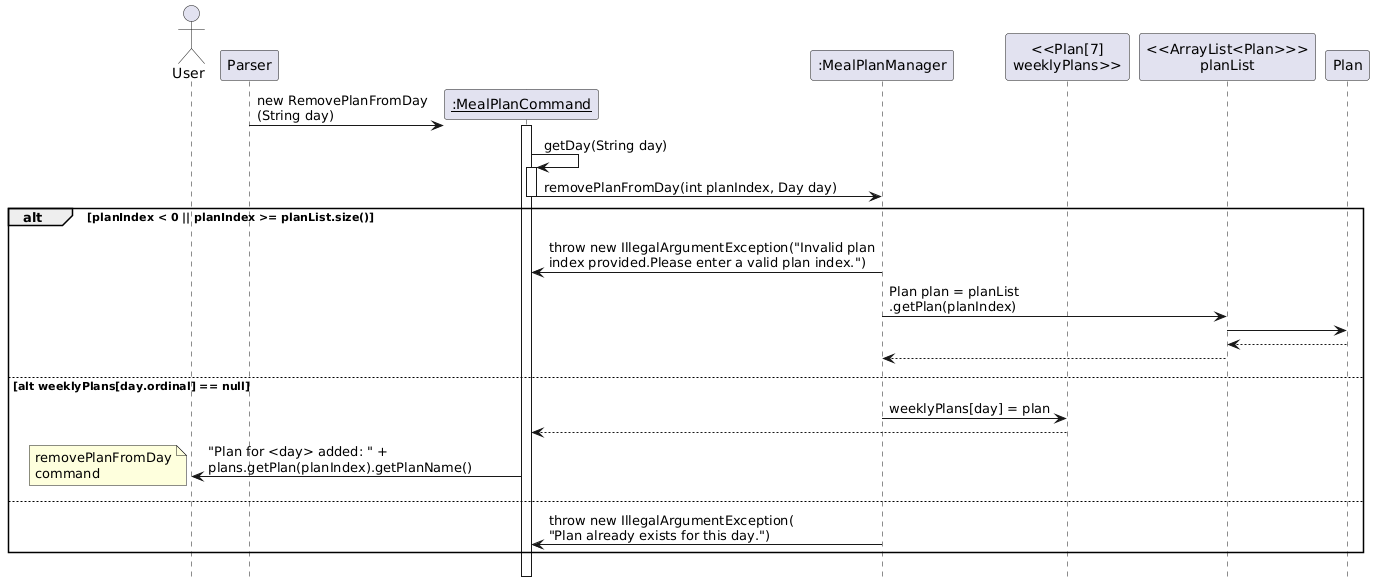 User
Parser
:MealPlanCommand
:MealPlanManager
<<Plan[7]
weeklyPlans>>
<<ArrayList<Plan>>>
planList
Plan
new RemovePlanFromDay
(String day)
getDay(String day)
removePlanFromDay(int planIndex, Day day)
alt
[planIndex < 0 || planIndex >= planList.size()]
throw new IllegalArgumentException("Invalid plan
index provided.Please enter a valid plan index.")
Plan plan = planList
.getPlan(planIndex)
[alt weeklyPlans[day.ordinal] == null]
weeklyPlans[day] = plan
removePlanFromDay
command
"Plan for <day> added: " +
plans.getPlan(planIndex).getPlanName()
throw new IllegalArgumentException(
"Plan already exists for this day.")